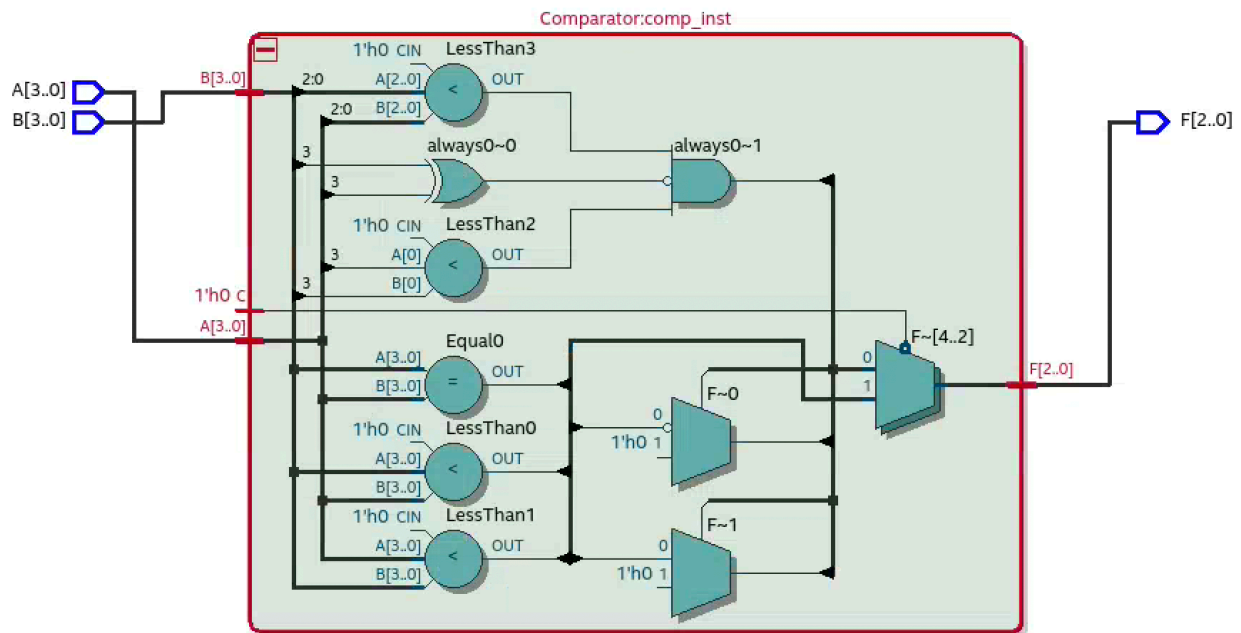 Comparator:comp_inst
1'h0 CIN
LessThan3
B[3..0]
2:0
A[2..0]
<
OUT
A[3..0]
B[3..0]
2:0
B[2..0]
F[2..0]
always0~0
always0~1
3
3
1'h0 CIN
LessThan2
3
A[0]
<
OUT
3
B[0]
1'h0 C
A[3..0]
Equal0
F~[4..2]
A[3..0]
0
B[3..0]
=
OUT
1
F[2..0]
F~0
0
1'h0 CIN
LessThan0
1'h0 1
A[3..0]
<
OUT
B[3..0]
1'h0 CIN
LessThan1
F~1
A[3..0]
<
OUT
0
B[3..0]
1'h0 1